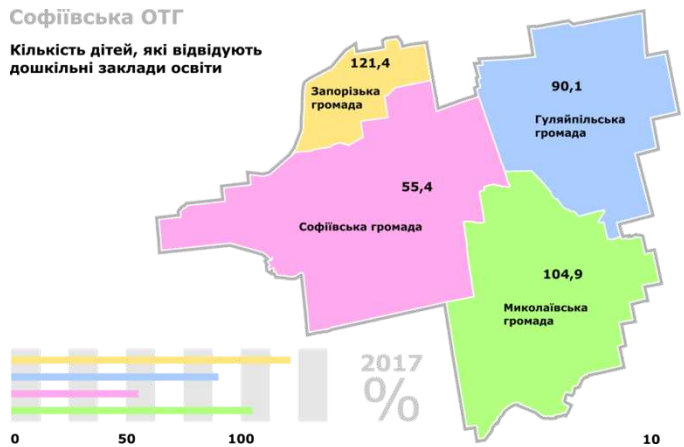 Софіївська ОТГ
Кількість дітей, які відвідують
дошкільні заклади освіти
121,4
Запорізька
громада
90,1
Гуляйпільська
громада
55,4
Софіївська громада
104,9
Миколаївська
громада
2017
%
0 50 100
10